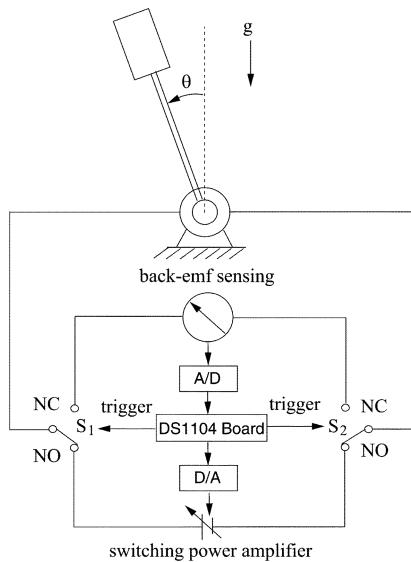 g
θ
back-emf sensing
A/D
NC
S1
trigger
DS1104 Board
trigger
S2
NC
NO
NO
D/A
switching power amplifier